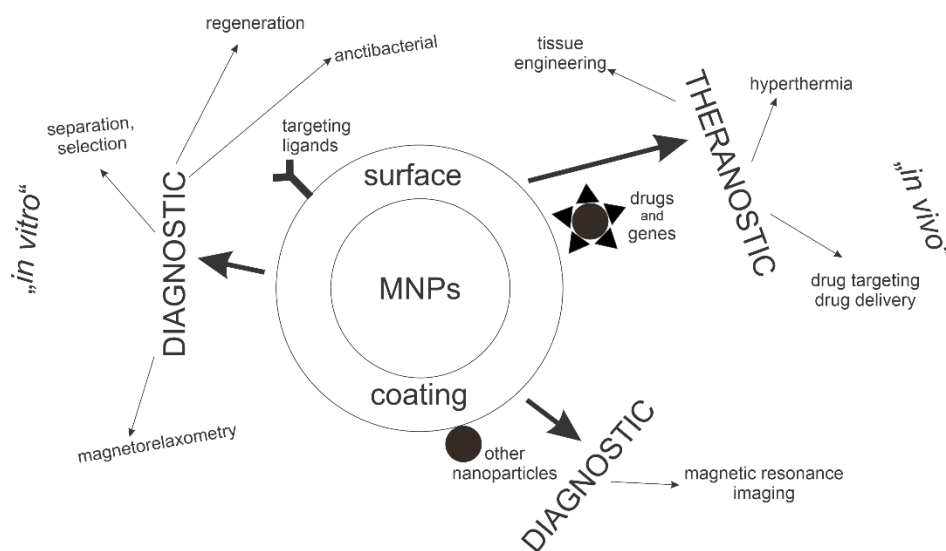 regeneration
anctibacterial
separation,
selection
targeting
ligands
„in vitro“
DIAGNOSTIC
magnetorelaxometry
surface
MNPs
coating
drugs
and
genes
other
nanoparticles
tissue
engineering
THERANOSTIC
hyperthermia
„in vivo“
drug targeting
drug delivery
DIAGNOSTIC
magnetic resonance
imaging